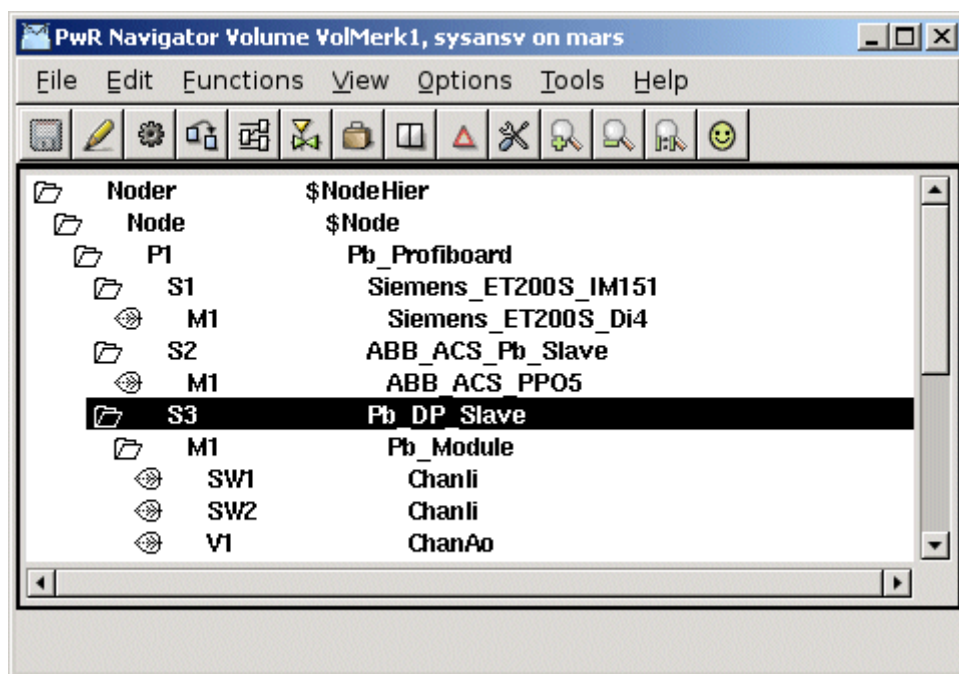 PwR Navigator Volume VolMerk1, sysansv on mars
File Edit Functions View Options Tools Help
Noder $NodeHier
Node $Node
P1 Pb_Profiboard
S1 Siemens_ET200S_IM151
M1 Siemens_ET200S_Di4
S2 ABB_ACS_Pb_Slave
M1 ABB_ACS_PPO5
S3 Pb_DP_Slave
M1 Pb_Module
SW1 ChanIi
SW2 ChanIi
V1 ChanAo